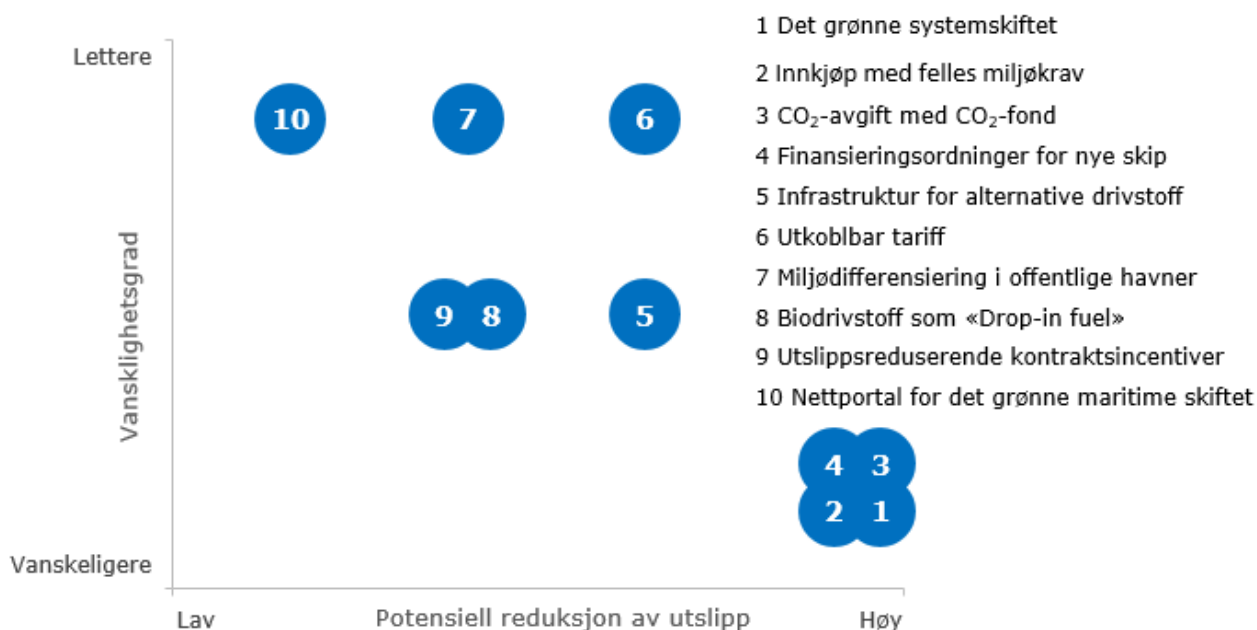 1 Det grønne systemskiftet
Lettere
2 Innkjøp med felles miljøkrav
10 7 6
3 CO₂-avgift med CO₂-fond
4 Finansieringsordninger for nye skip
5 Infrastruktur for alternative drivstoff
6 Utkoblbar tariff
7 Miljødifferensiering i offentlige havner
Vansklighetsgrad
9 8 5
8 Biodrivstoff som «Drop-in fuel»
9 Utslippsreduserende kontraktsincentiver
10 Nettportal for det grønne maritime skiftet
4 3
2 1
Vanskeligere
Lav Potensiell reduksjon av utslipp Høy